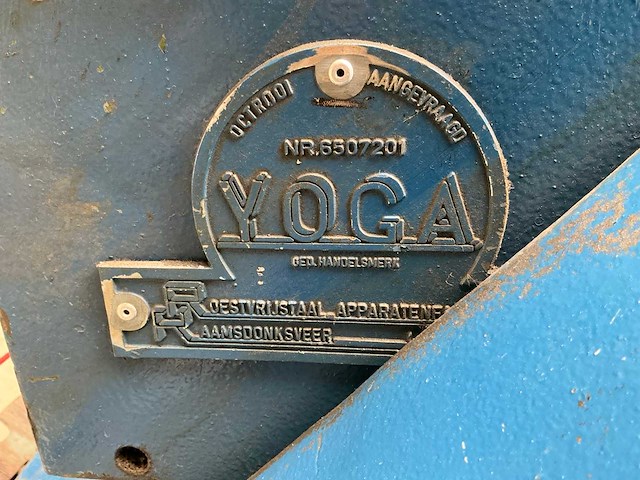 OCTROOI AANGEVRAAGD
NR.6507201
YOGA
GED.HANDELSMERK
ROESTVRIJSTAAL APPARATENF
RAAMSDONKSVEER